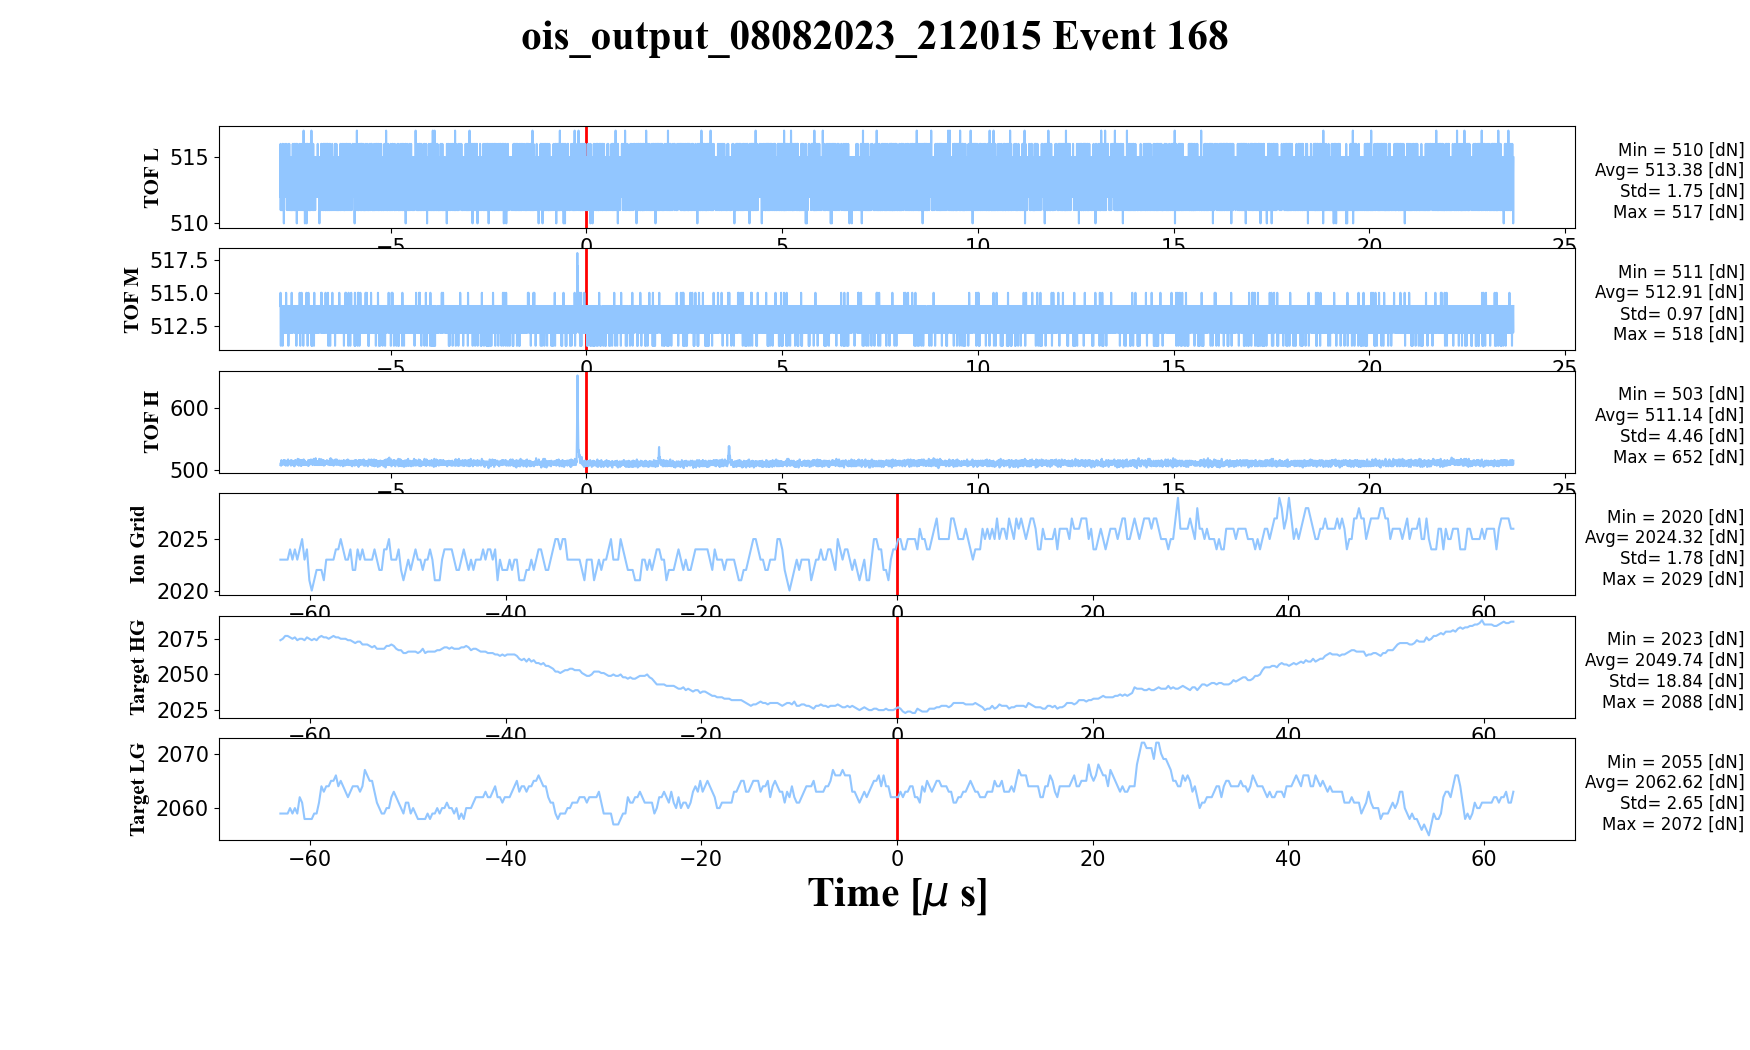 ois_output_08082023_212015 Event 168
TOF L
515
510
−5
0
5
10
15
20
25
Min = 510 [dN]
Avg= 513.38 [dN]
Std= 1.75 [dN]
Max = 517 [dN]
TOF M
517.5
515.0
512.5
−5
0
5
10
15
20
25
Min = 511 [dN]
Avg= 512.91 [dN]
Std= 0.97 [dN]
Max = 518 [dN]
TOF H
600
500
−5
0
5
10
15
20
25
Min = 503 [dN]
Avg= 511.14 [dN]
Std= 4.46 [dN]
Max = 652 [dN]
Ion Grid
2025
2020
−60
−40
−20
0
20
40
60
Min = 2020 [dN]
Avg= 2024.32 [dN]
Std= 1.78 [dN]
Max = 2029 [dN]
Target HG
2075
2050
2025
−60
−40
−20
0
20
40
60
Min = 2023 [dN]
Avg= 2049.74 [dN]
Std= 18.84 [dN]
Max = 2088 [dN]
Target LG
2070
2060
−60
−40
−20
0
20
40
60
Min = 2055 [dN]
Avg= 2062.62 [dN]
Std= 2.65 [dN]
Max = 2072 [dN]
Time [μ s]